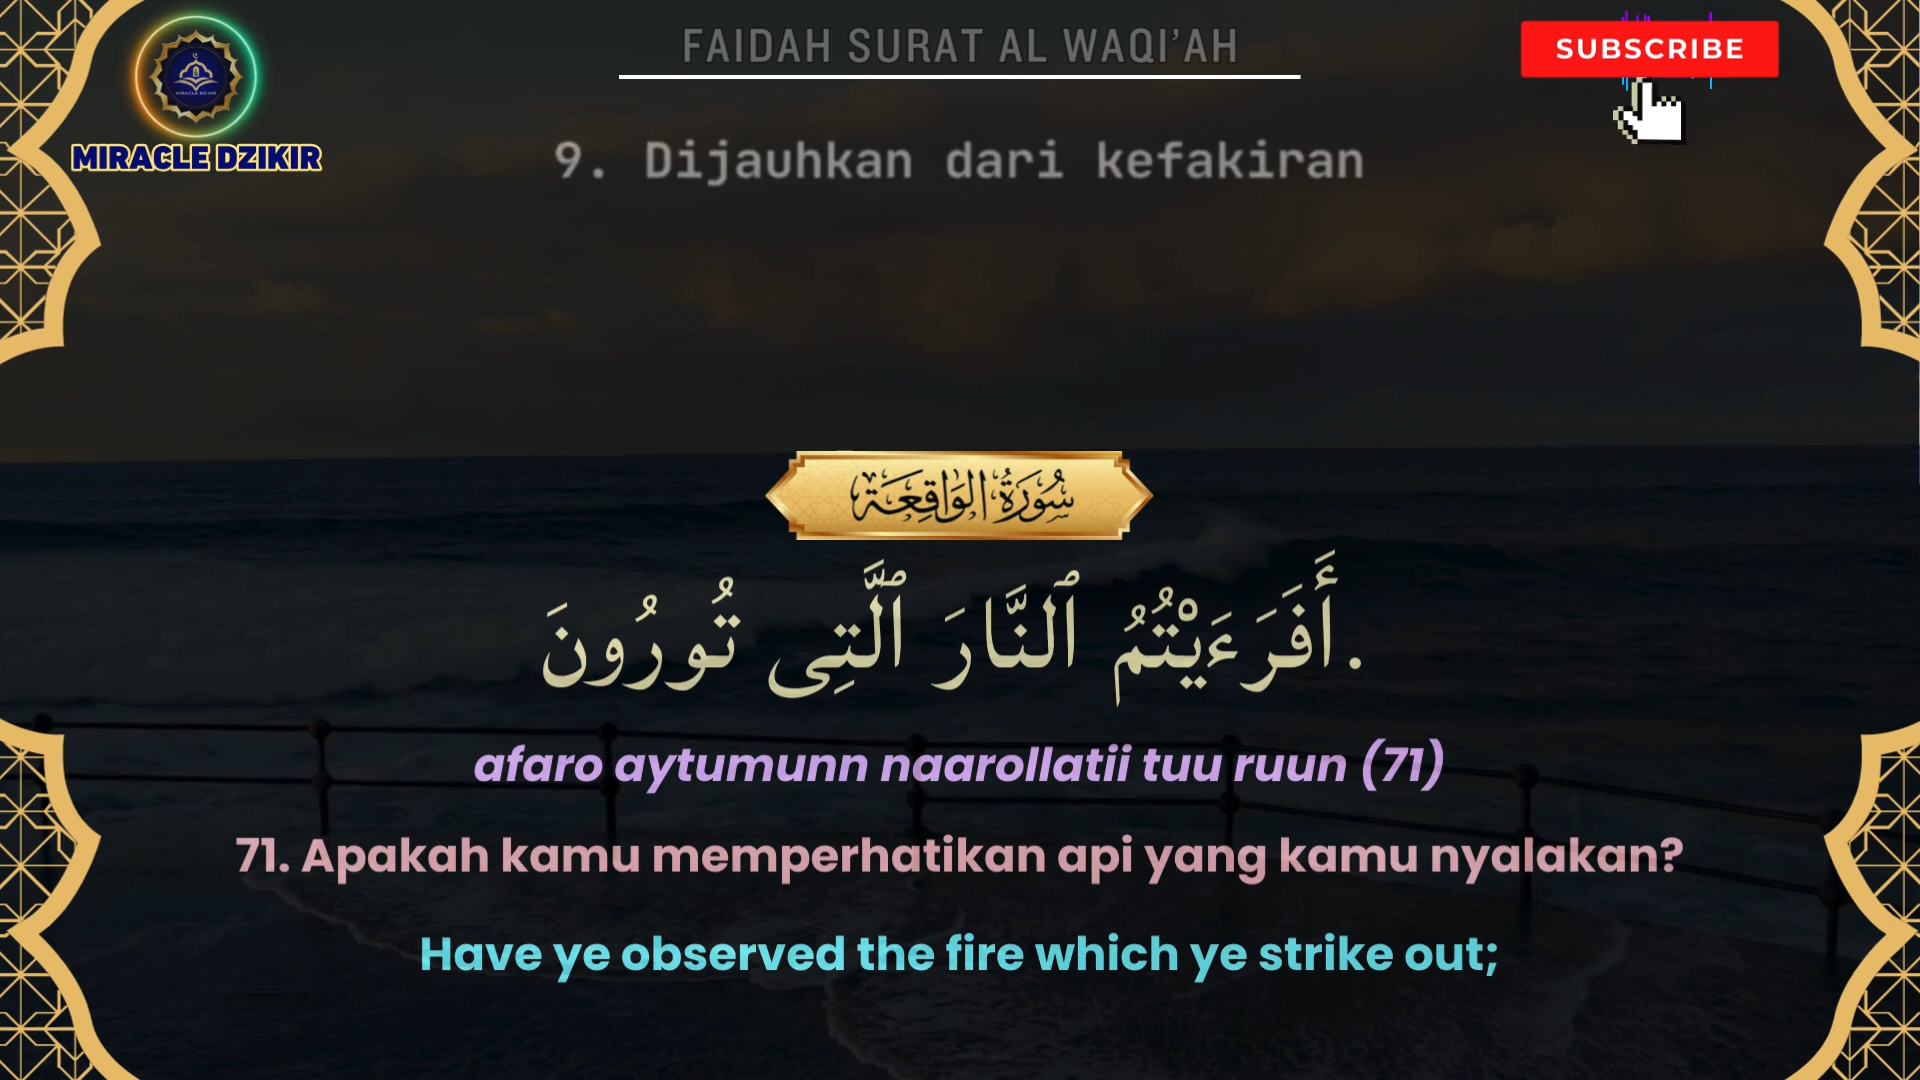 FAIDAH SURAT AL WAQI’AH
SUBSCRIBE
MIRACLE DZIKIR
9. Dijauhkan dari kefakiran
سُورَةُ الوَاقِعَة
.أَفَرَءَيْتُمُ ٱلنَّارَ ٱلَّتِى تُورُونَ
afaro aytumunn naarollatii tuu ruun (71)
71. Apakah kamu memperhatikan api yang kamu nyalakan?
Have ye observed the fire which ye strike out;